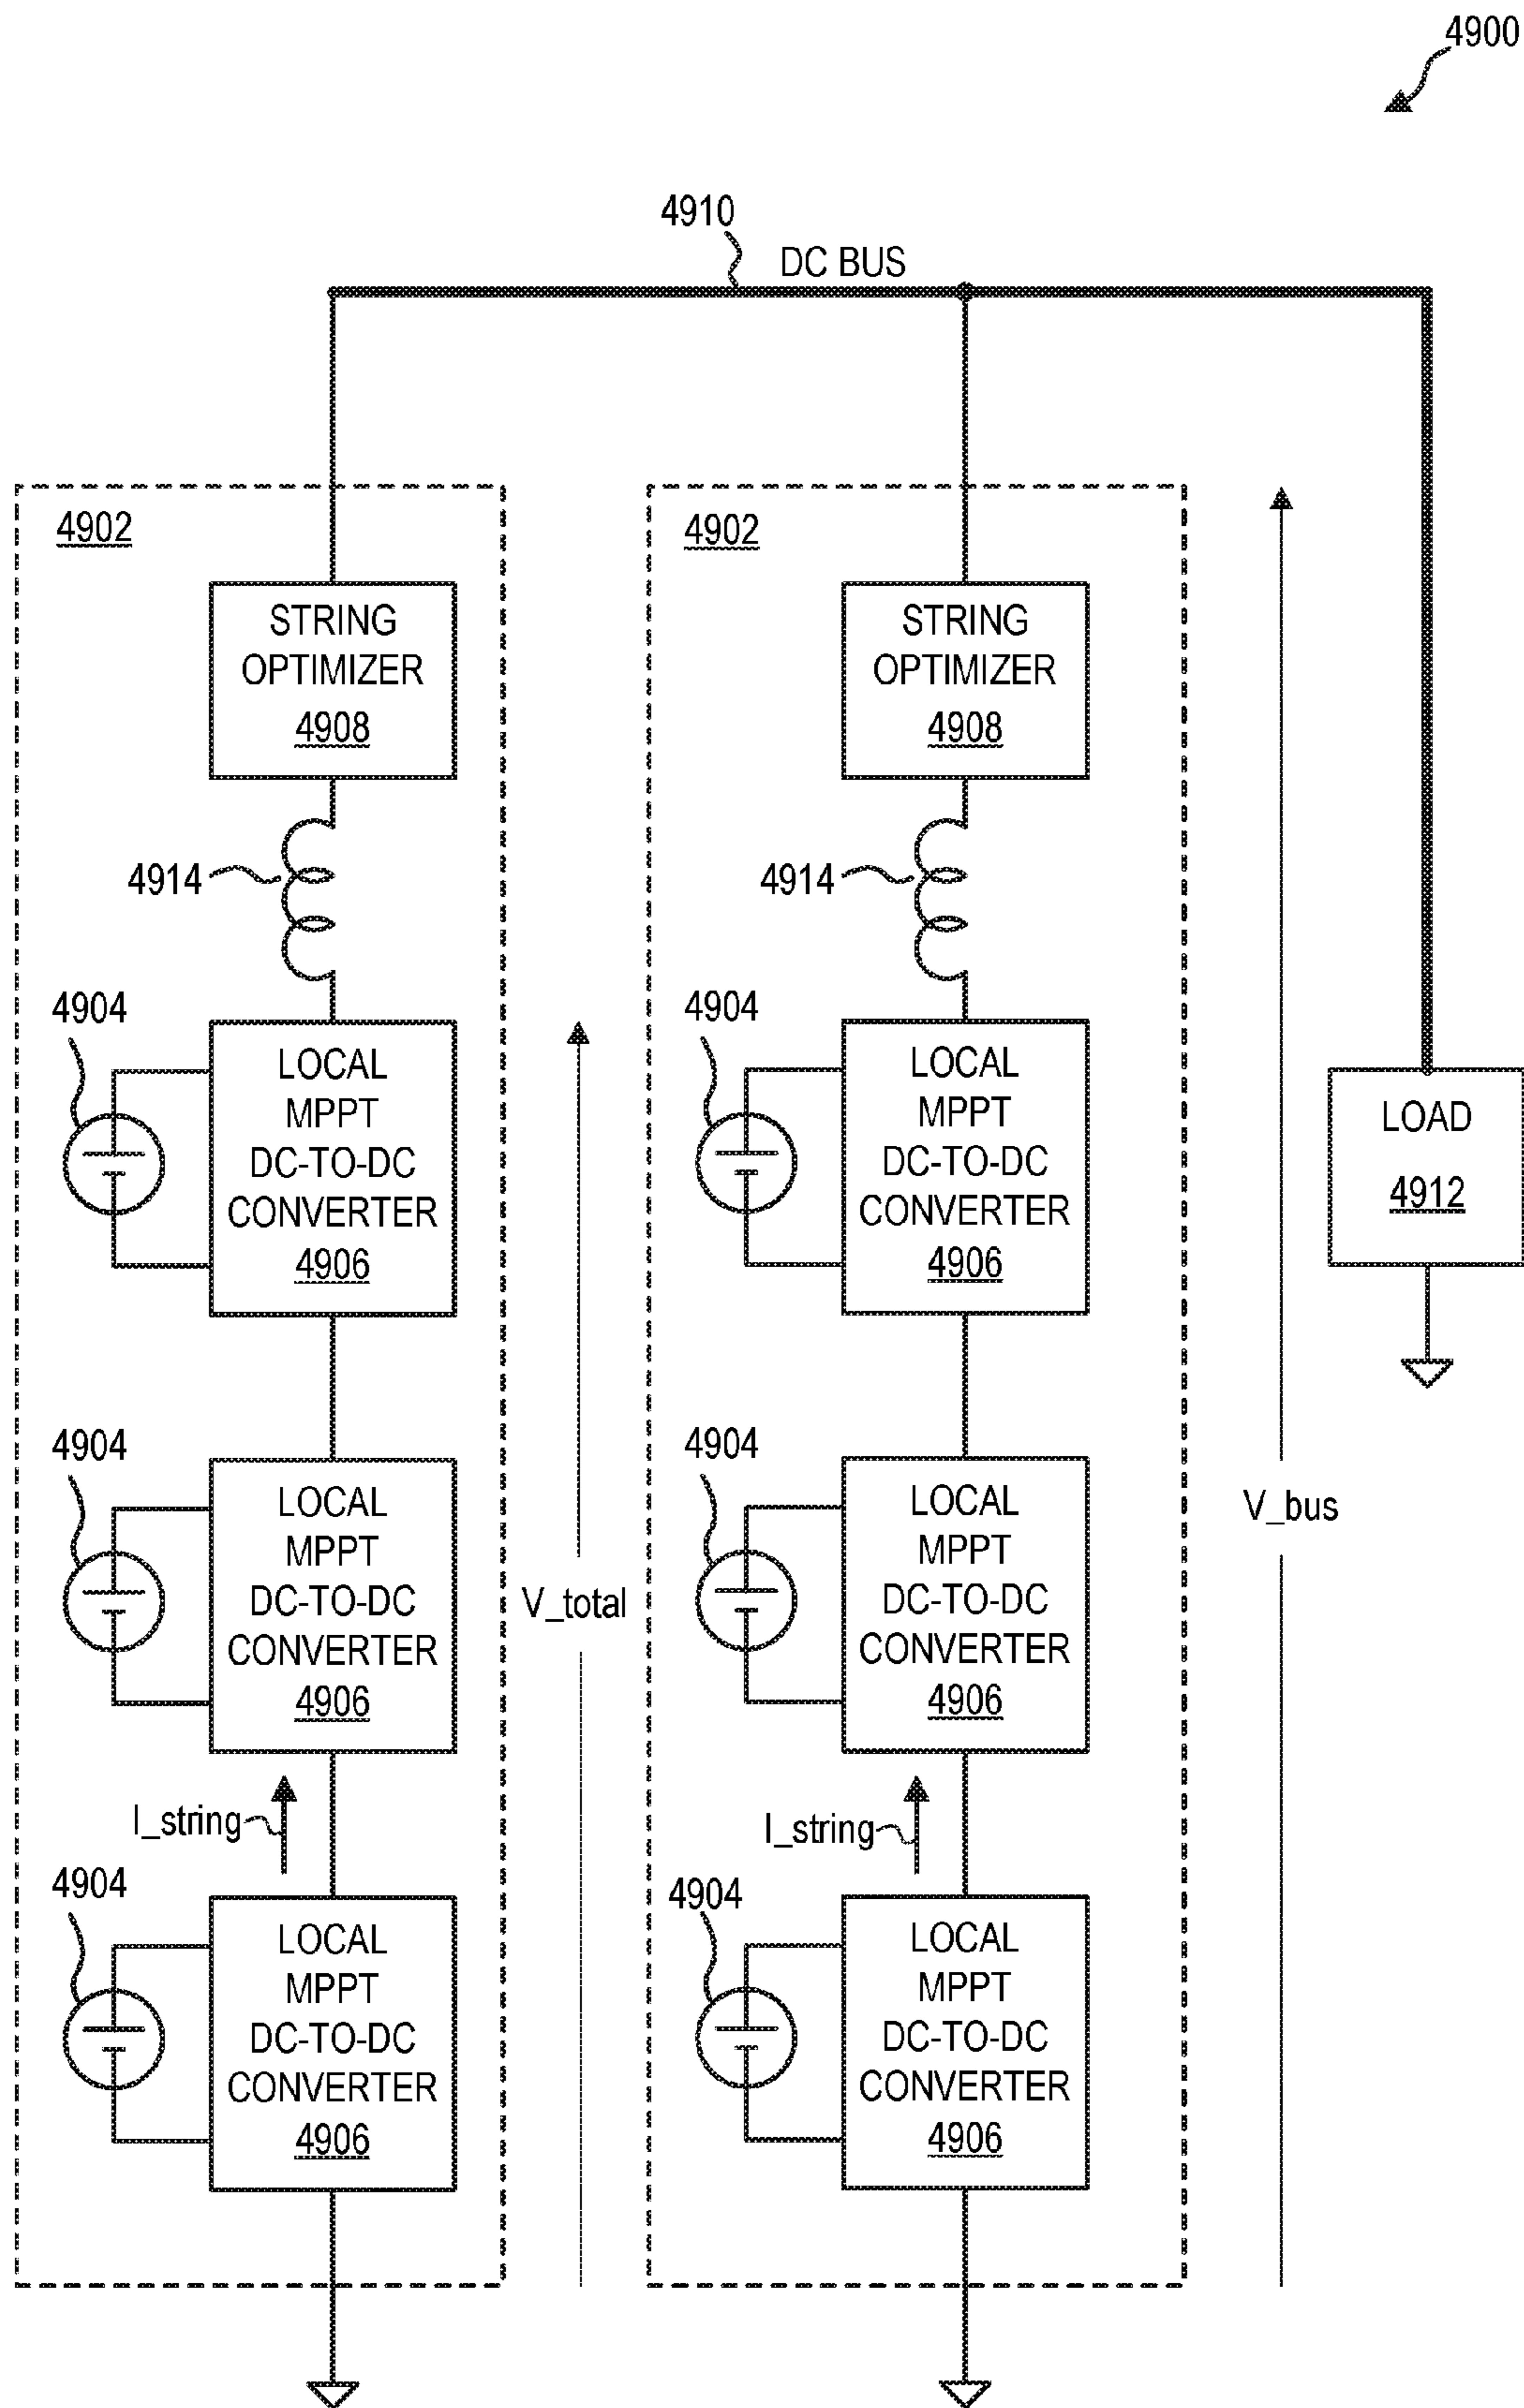 4900
4910
DC BUS
4902
4902
STRING
OPTIMIZER
4908
STRING
OPTIMIZER
4908
4914
4914
4904
LOCAL
MPPT
DC-TO-DC
CONVERTER
4906
4904
LOCAL
MPPT
DC-TO-DC
CONVERTER
4906
LOAD
4912
4904
LOCAL
MPPT
DC-TO-DC
CONVERTER
4906
V_total
4904
LOCAL
MPPT
DC-TO-DC
CONVERTER
4906
V_bus
I_string
I_string
4904
LOCAL
MPPT
DC-TO-DC
CONVERTER
4906
4904
LOCAL
MPPT
DC-TO-DC
CONVERTER
4906